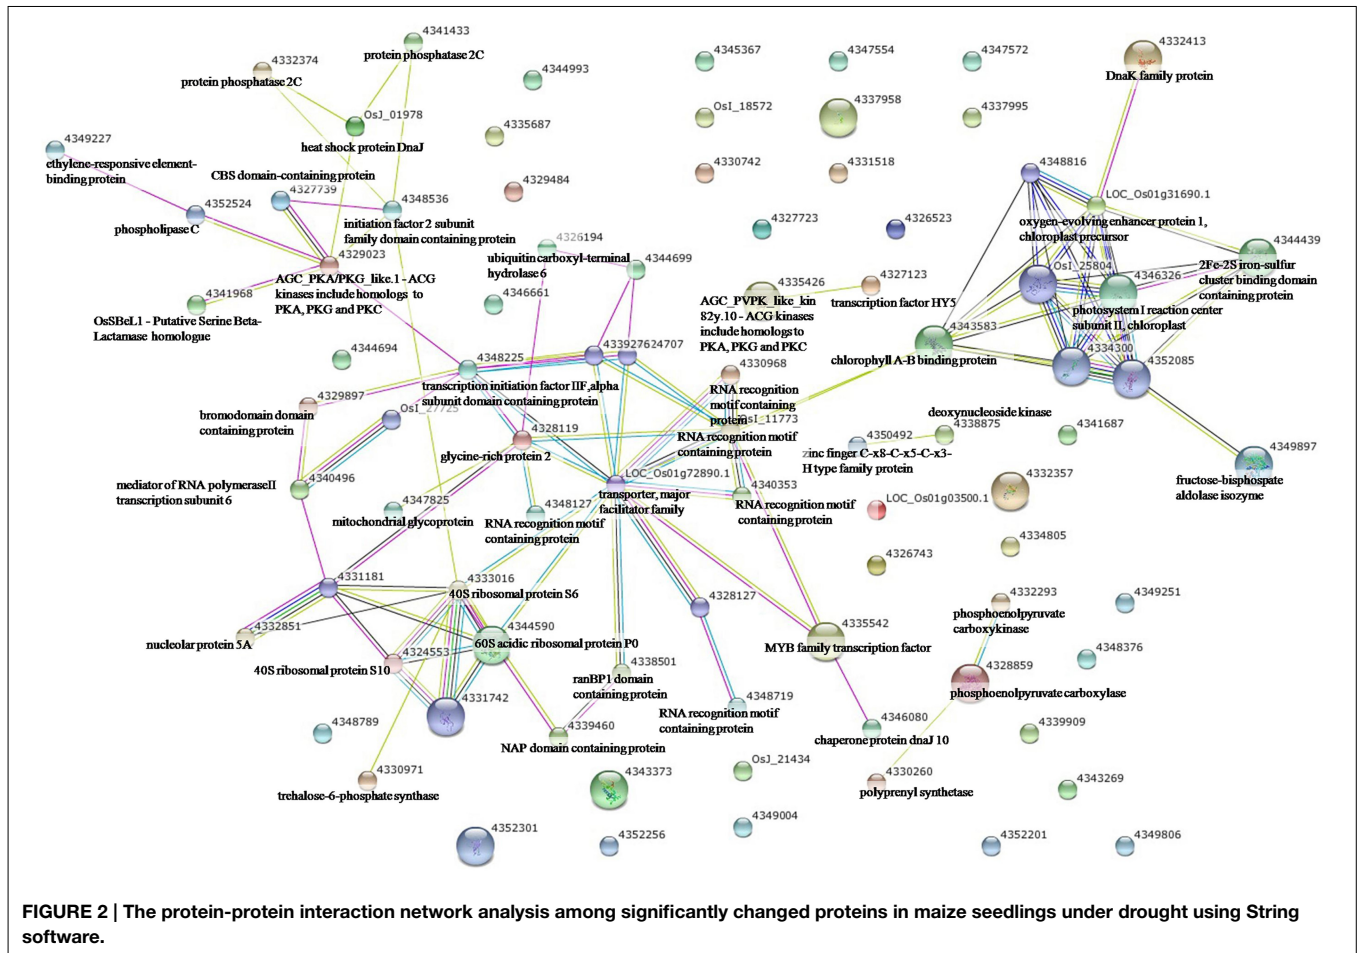 4341433
protein phosphatase 2C
4332374
protein phosphatase 2C
4344993
4345367
4347554
4347572
4332413
DnaK family protein
OsJ_01978
heat shock protein DnaJ
4335687
OsI_18572
4337958
4337995
4349227
ethylene-responsive element-
binding protein
CBS domain-containing protein
4327739
4329484
4330742
4331518
4348816
LOC_Os01g31690.1
oxygen-evolving enhancer protein 1,
chloroplast precursor
4352524
phospholipase C
4348536
initiation factor 2 subunit
family domain containing protein
4327723
4326523
4326194
ubiquitin carboxyl-terminal
hydrolase 6
4344699
4344439
2Fe-2S iron-sulfur
cluster binding domain
containing protein
4329023
AGC_PKA/PKG_like.1 - ACG
kinases include homologs to
PKA, PKG and PKC
OsI_25804
4346326
photosystem I reaction center
subunit II, chloroplast
4335426
AGC_PVPK_like_kin
82y.10 - ACG kinases
include homologs to
PKA, PKG and PKC
4327123
transcription factor HY5
4341968
OsSBeL1 - Putative Serine Beta-
Lactamase homologue
4346661
4343583
chlorophyll A-B binding protein
4334300
4352085
4344694
4348225
transcription initiation factor IIF,alpha
subunit domain containing protein
433927624707
4330968
RNA recognition
motif containing
protein
4329897
bromodomain domain
containing protein
OsI_27725
OsI_11773
RNA recognition motif
containing protein
deoxynucleoside kinase
4338875
4350492
zinc finger C-x8-C-x5-C-x3-
H type family protein
4341687
4328119
glycine-rich protein 2
4349897
fructose-bisphospate
aldolase isozyme
4340496
mediator of RNA polymeraseII
transcription subunit 6
LOC_Os01g72890.1
transporter, major
facilitator family
4340353
RNA recognition motif
containing protein
4332357
LOC_Os01g03500.1
4347825
mitochondrial glycoprotein
4348127
RNA recognition motif
containing protein
4334805
4326743
4331181
4333016
40S ribosomal protein S6
4332293
phosphoenolpyruvate
carboxykinase
4349251
4328127
4332851
nucleolar protein 5A
4344590
60S acidic ribosomal protein P0
4335542
MYB family transcription factor
4324553
40S ribosomal protein S10
4338501
ranBP1 domain
containing protein
4348376
4328859
phosphoenolpyruvate carboxylase
4331742
4348719
RNA recognition motif
containing protein
4348789
4339460
NAP domain containing protein
4346080
chaperone protein dnaJ 10
4339909
4330971
trehalose-6-phosphate synthase
4343373
OsJ_21434
4330260
polyprenyl synthetase
4343269
4352301
4352256
4349004
4352201
4349806
FIGURE 2 | The protein-protein interaction network analysis among significantly changed proteins in maize seedlings under drought using String
software.